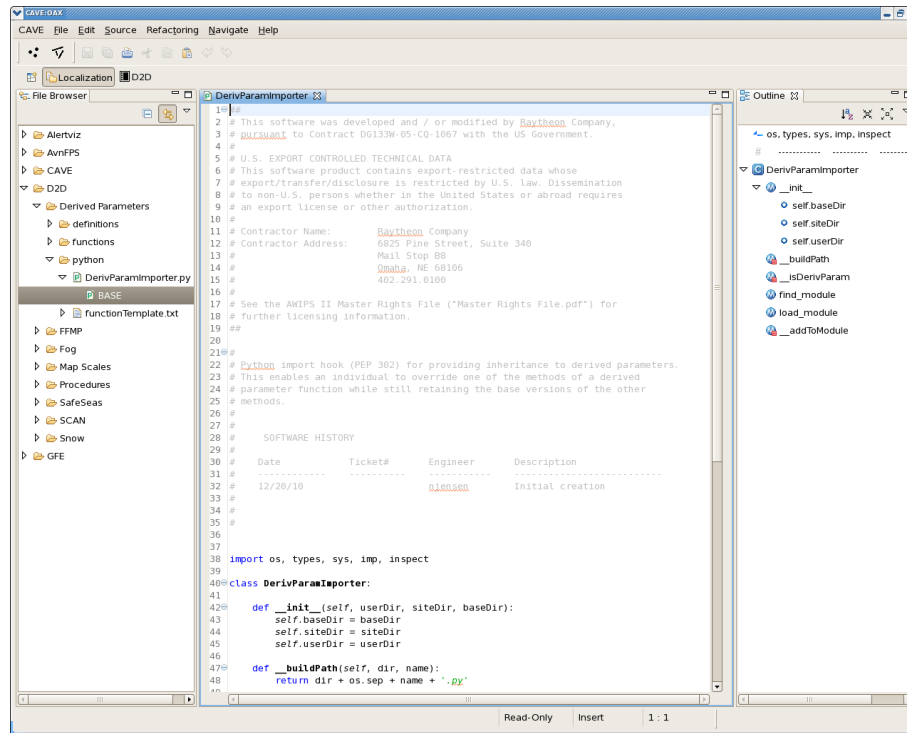 CAVE:OAX
CAVE File Edit Source Refactoring Navigate Help
Localization D2D
File Browser
Alertviz
AvnFPS
CAVE
D2D
Derived Parameters
definitions
functions
python
DerivParamImporter.py
BASE
functionTemplate.txt
FFMP
Fog
Map Scales
Procedures
SafeSeas
SCAN
Snow
GFE
DerivParamImporter
1 ##
2 # This software was developed and / or modified by Raytheon Company,
3 # pursuant to Contract DG133W-05-CQ-1067 with the US Government.
4 #
5 # U.S. EXPORT CONTROLLED TECHNICAL DATA
6 # This software product contains export-restricted data whose
7 # export/transfer/disclosure is restricted by U.S. law. Dissemination
8 # to non-U.S. persons whether in the United States or abroad requires
9 # an export license or other authorization.
10 #
11 # Contractor Name: Raytheon Company
12 # Contractor Address: 6825 Pine Street, Suite 340
13 # Mail Stop B8
14 # Omaha, NE 68106
15 # 402.291.0100
16 #
17 # See the AWIPS II Master Rights File ("Master Rights File.pdf") for
18 # further licensing information.
19 ##
20
21 #
22 # Python import hook (PEP 302) for providing inheritance to derived parameters.
23 # This enables an individual to override one of the methods of a derived
24 # parameter function while still retaining the base versions of the other
25 # methods.
26 #
27 #
28 # SOFTWARE HISTORY
29 #
30 # Date Ticket# Engineer Description
31 # ------------ ---------- ----------- --------------------------
32 # 12/20/10 njensen Initial creation
33 #
34 #
35 #
36
37
38 import os, types, sys, imp, inspect
39
40 class DerivParamImporter:
41
42 def __init__(self, userDir, siteDir, baseDir):
43 self.baseDir = baseDir
44 self.siteDir = siteDir
45 self.userDir = userDir
46
47 def __buildPath(self, dir, name):
48 return dir + os.sep + name + '.py'
Outline
os, types, sys, imp, inspect
# ------------ ---------- -------
DerivParamImporter
__init__
self.baseDir
self.siteDir
self.userDir
__buildPath
__isDerivParam
find_module
load_module
__addToModule
Read-Only Insert 1 : 1